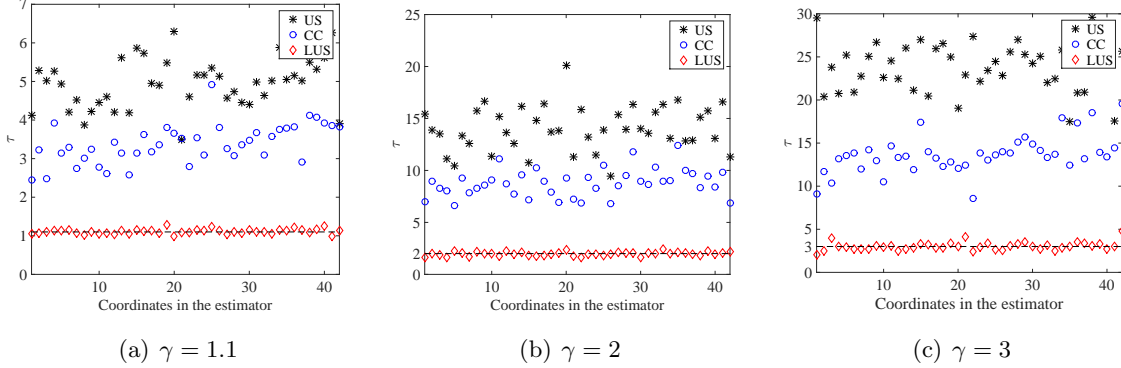 7
6
5
4
3
2
1
0
τ
US
CC
LUS
10
20
30
40
Coordinates in the estimator
(a) γ = 1.1
25
20
15
10
5
2
0
τ
US
CC
LUS
10
20
30
40
Coordinates in the estimator
(b) γ = 2
30
25
20
15
10
5
3
0
τ
US
CC
LUS
10
20
30
40
Coordinates in the estimator
(c) γ = 3